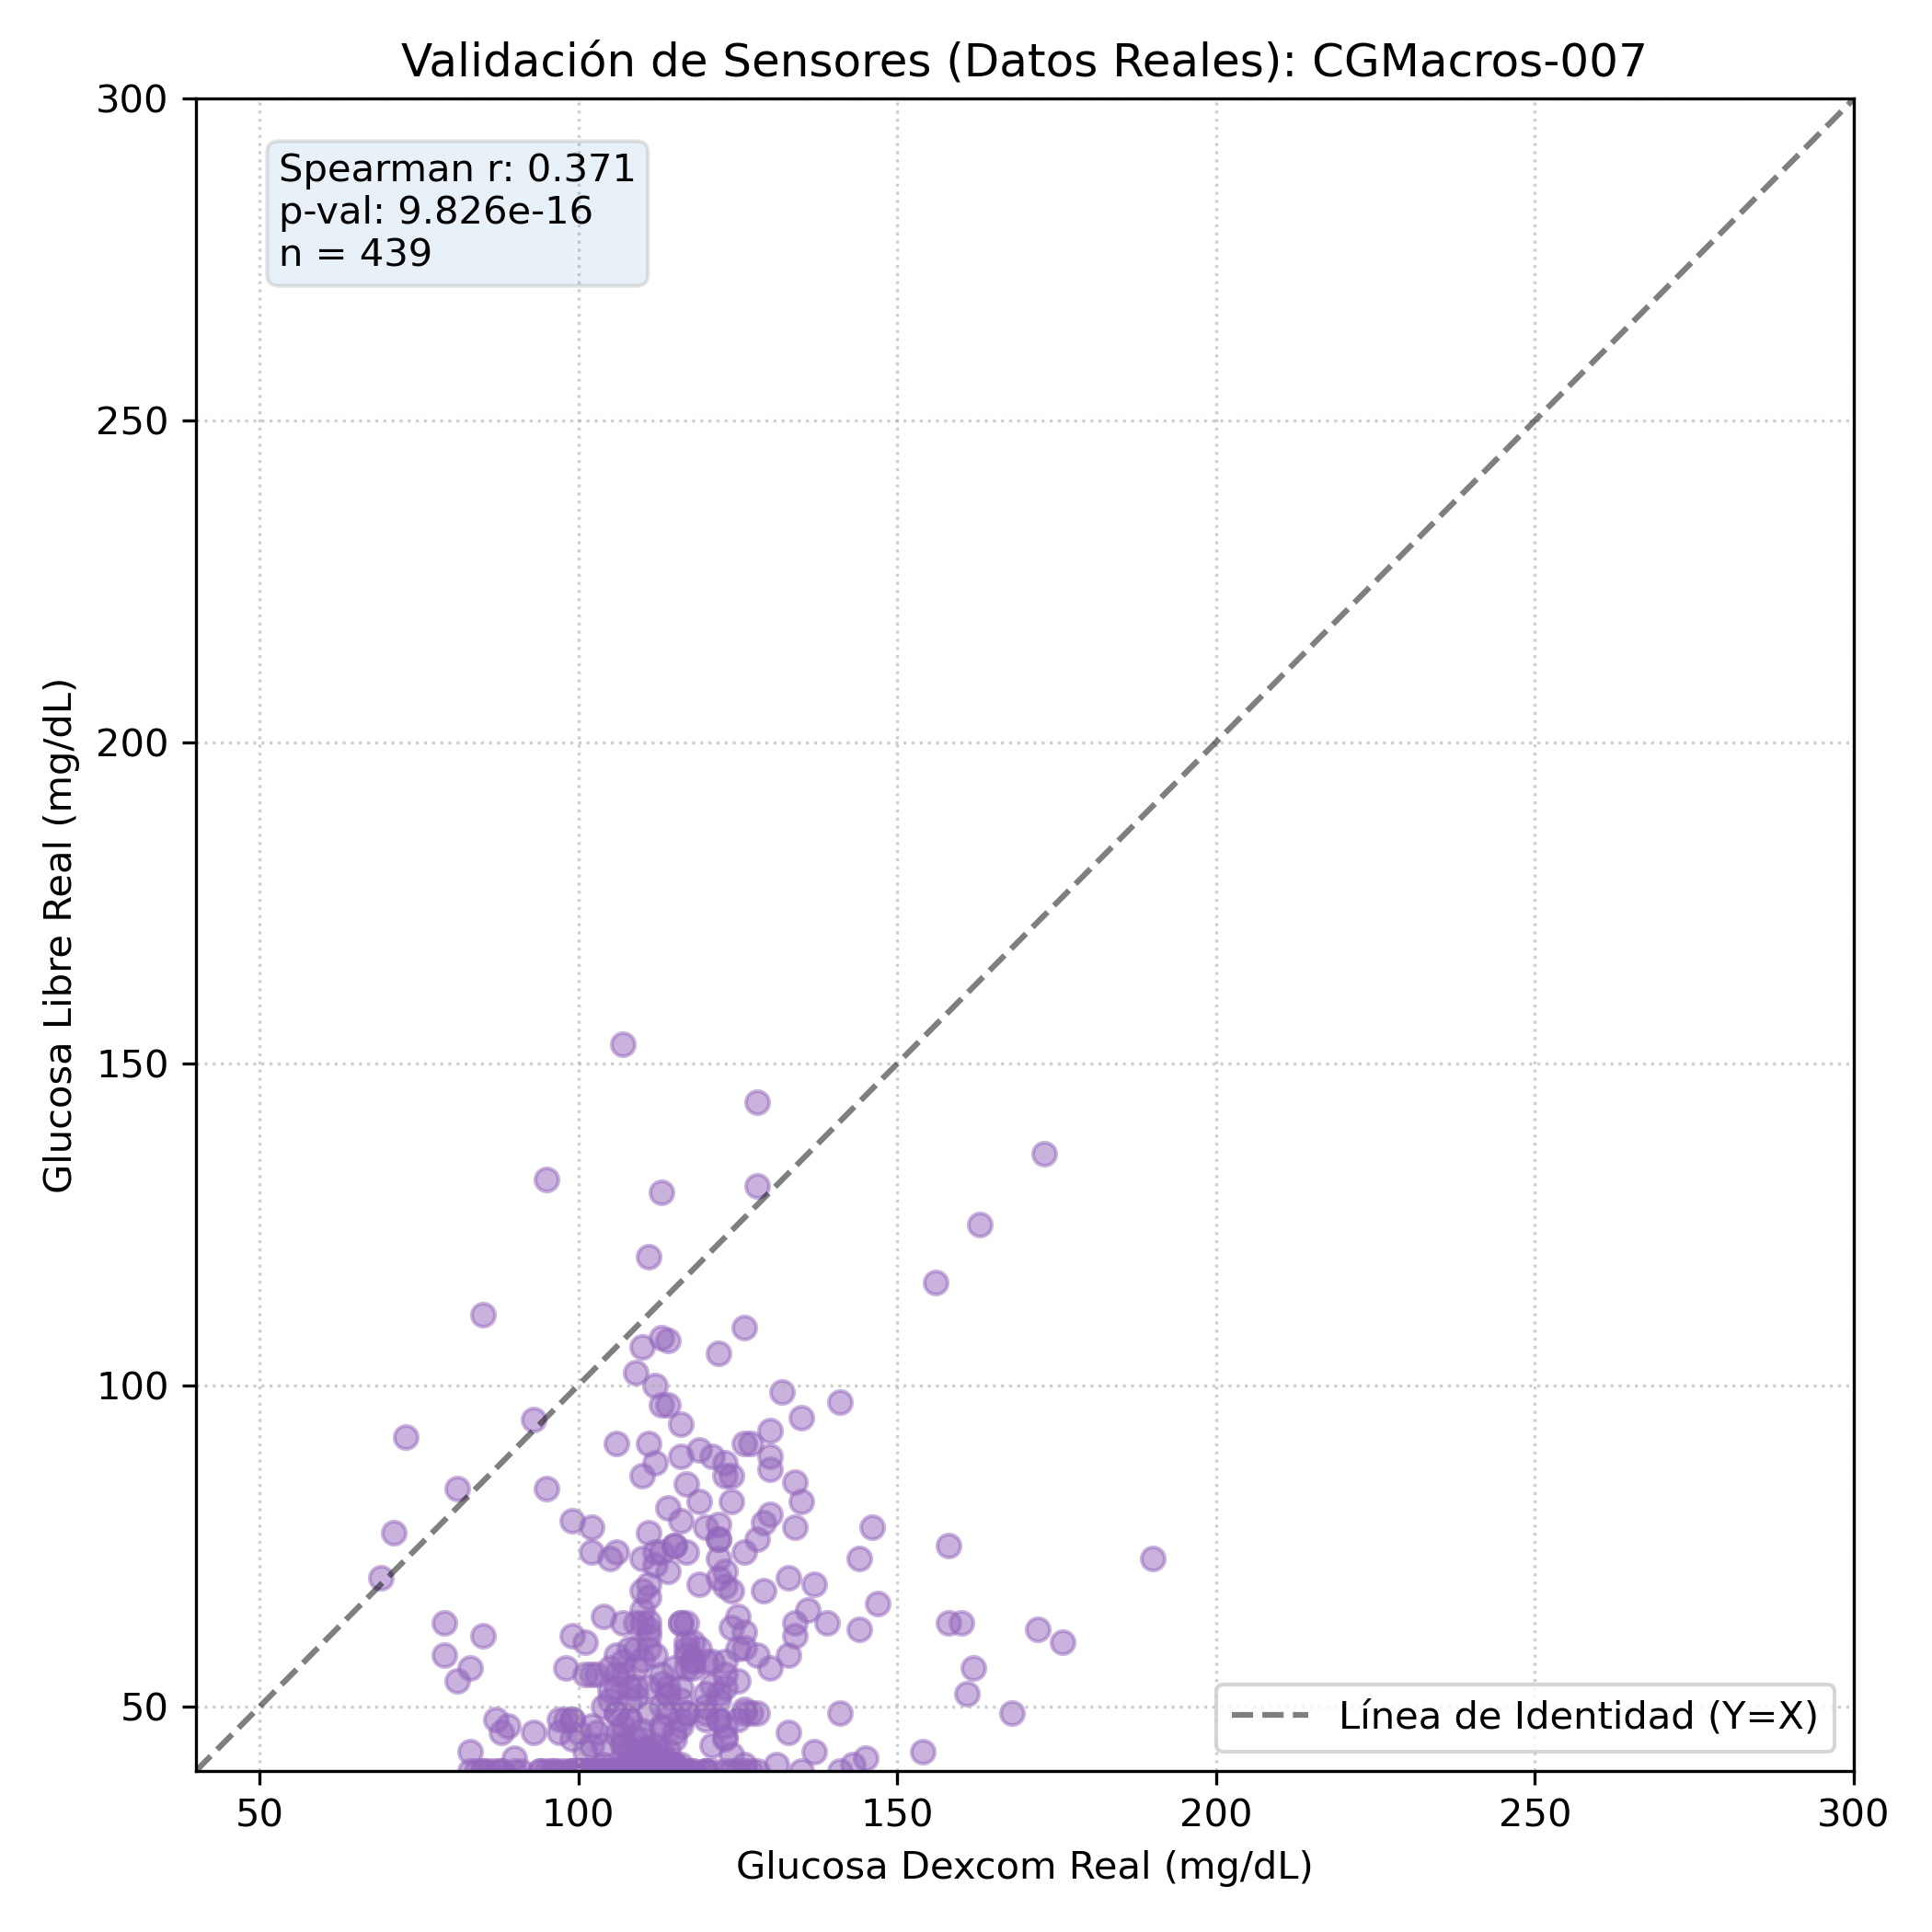 Validación de Sensores (Datos Reales): CGMacros-007
300
250
200
150
100
50
Glucosa Libre Real (mg/dL)
Spearman r: 0.371
p-val: 9.826e-16
n = 439
Línea de Identidad (Y=X)
50 100 150 200 250 300
Glucosa Dexcom Real (mg/dL)